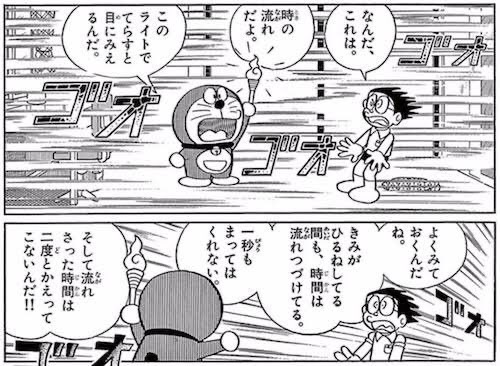 なんだ、
これは。
ゴオ
時の
流れ
だよ。
この
ライトで
てらすと
目にみえ
るんだ。
ゴオ
ゴオ
よくみて
おくんだ
ね。
きみが
ひるねしてる
間も、時間は
流れつづけてる。
一秒も
まっては
くれない。
ゴオ
そして流れ
さった時間は
二度とかえって
こないんだ!!
ゴオ